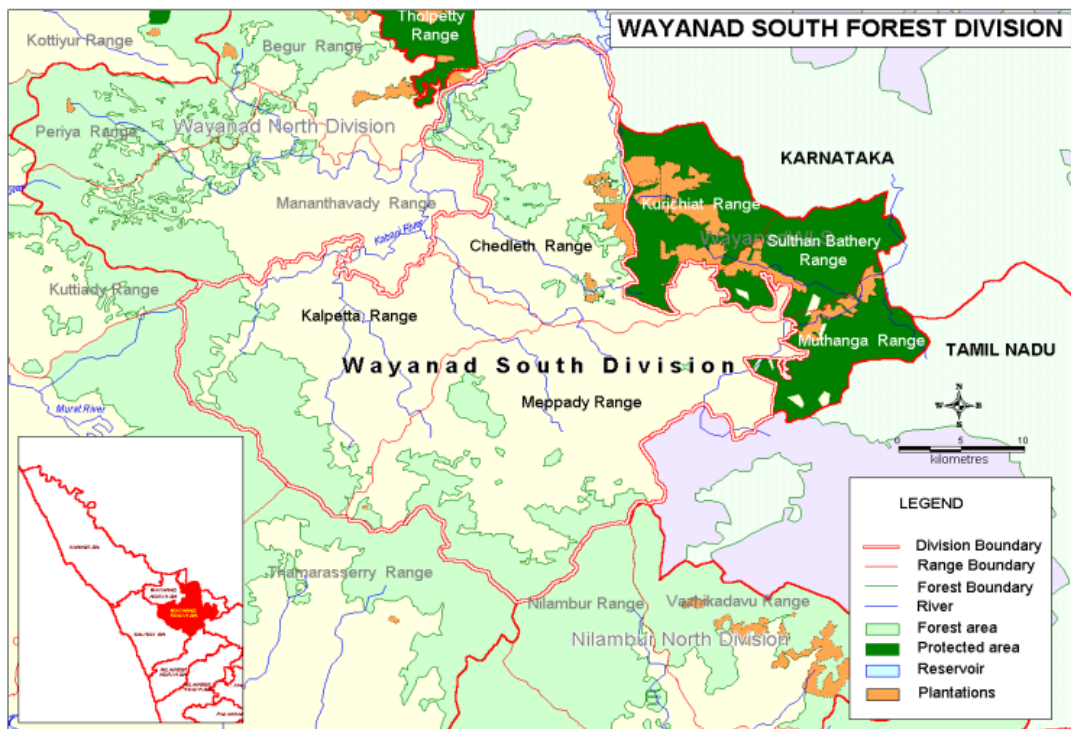 WAYANAD SOUTH FOREST DIVISION
Tholpetty
Range
Kottiyur Range
Begur Range
Periya Range
Wayanad North Division
KARNATAKA
Mananthavady Range
Kurichiat Range
Kabani River
Chedleth Range
Wayanad WLS
Sulthan Bathery
Range
Kuttiady Range
Kalpetta Range
Muthanga Range
TAMIL NADU
Wayanad South Division
Meppady Range
Murat River
N
W E
S
0 5 10
kilometres
LEGEND
Division Boundary
Range Boundary
Forest Boundary
River
Forest area
Protected area
Reservoir
Plantations
Thamarasserry Range
Nilambur Range
Vazhikadavu Range
Nilambur North Division